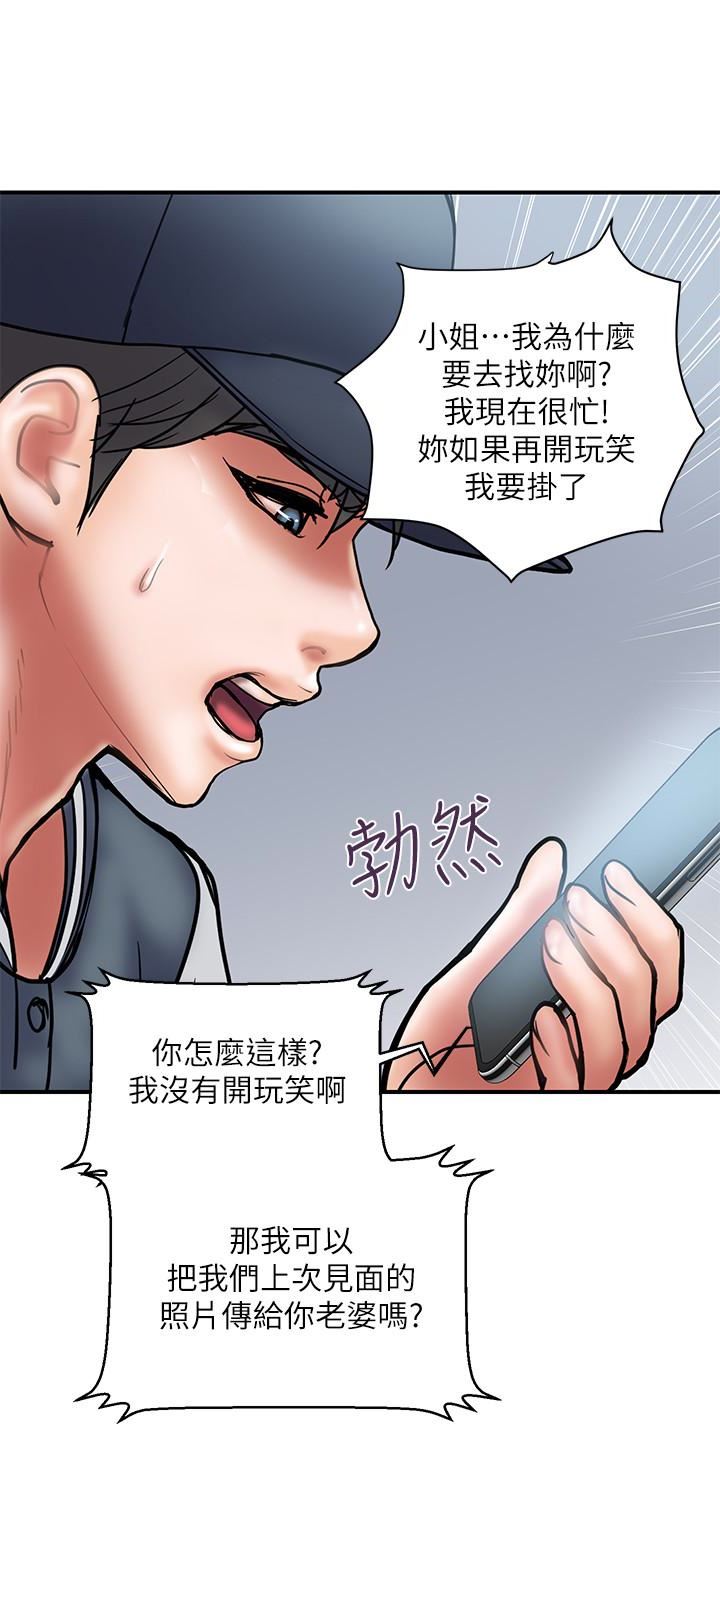 小姐⋯我為什麼
要去找妳啊?
我現在很忙!
妳如果再開玩笑
我要掛了
勃然
你怎麼這樣?
我沒有開玩笑啊
那我可以
把我們上次見面的
照片傳給你老婆嗎?